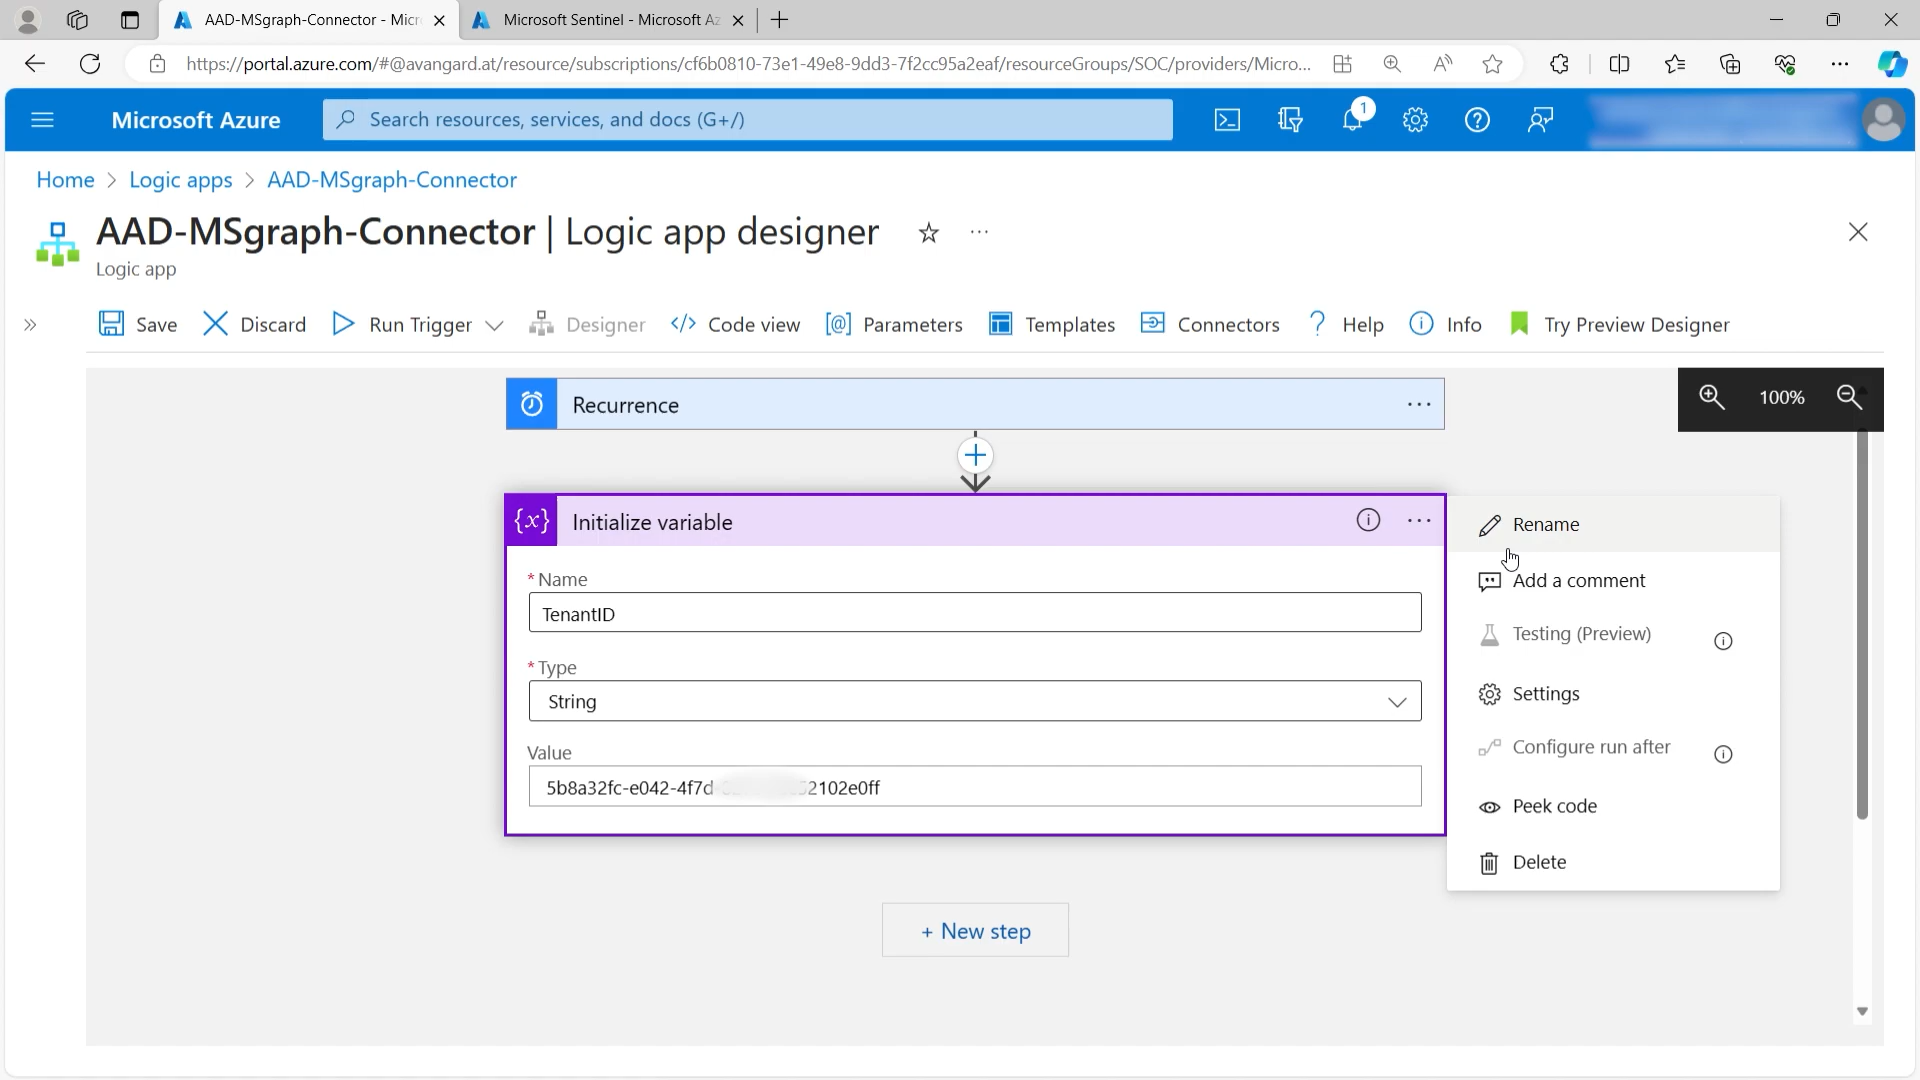 AAD-MSgraph-Connector - Micr
Microsoft Sentinel - Microsoft Az
https://portal.azure.com/#@avangard.at/resource/subscriptions/cf6b0810-73e1-49e8-9dd3-7f2cc95a2eaf/resourceGroups/SOC/providers/Micro...
Microsoft Azure
Search resources, services, and docs (G+/)
1
Home > Logic apps > AAD-MSgraph-Connector
AAD-MSgraph-Connector | Logic app designer
Logic app
Save Discard Run Trigger Designer Code view Parameters Templates Connectors Help Info Try Preview Designer
Recurrence
100%
Initialize variable
Rename
* Name
Add a comment
TenantID
Testing (Preview)
* Type
String
Settings
Value
Configure run after
5b8a32fc-e042-4f7d 2102e0ff
Peek code
Delete
+ New step